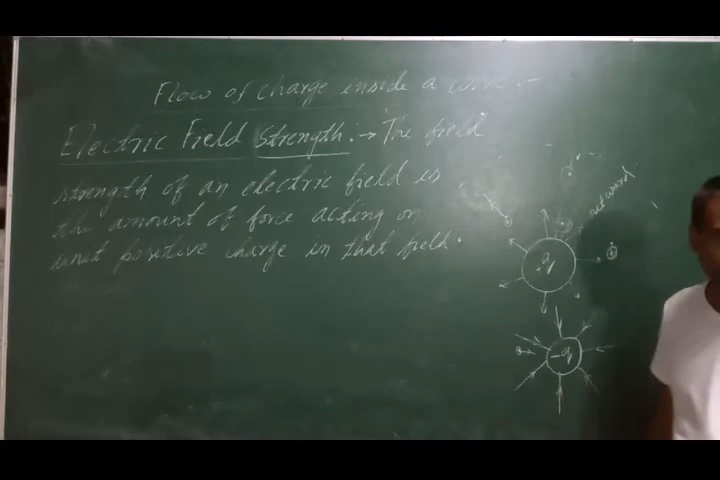 Flow of charge inside a
Electric Field Strength. → The field
strength of an electric field is
the amount of force acting on
unit positive charge in that field.
+q
-q